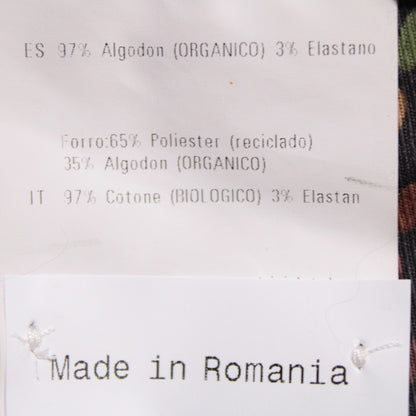 ES 97% Algodon (ORGANICO) 3% Elastano
Forro:65% Poliester (reciclado)
35% Algodon (ORGANICO)
IT 97% Cotone (BIOLOGICO) 3% Elastan
Made in Romania